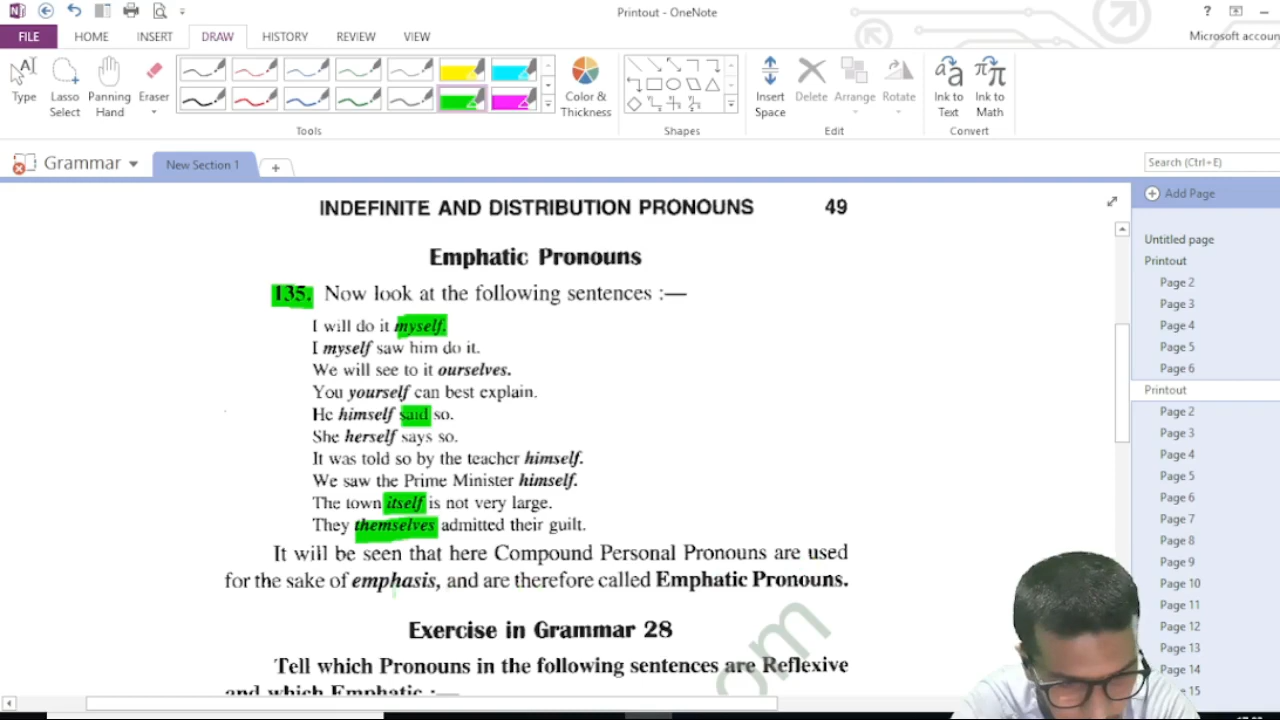 Printout - OneNote
?
Microsoft accoun
FILE HOME INSERT DRAW HISTORY REVIEW VIEW
Type
Lasso Select
Panning Hand
Eraser
Color & Thickness
Insert Space
Delete
Arrange
Rotate
Ink to Text
Ink to Math
Tools
Shapes
Edit
Convert
Grammar
New Section 1
Search (Ctrl+E)
Add Page
INDEFINITE AND DISTRIBUTION PRONOUNS 49
Emphatic Pronouns
135. Now look at the following sentences :—
I will do it myself.
I myself saw him do it.
We will see to it ourselves.
You yourself can best explain.
He himself said so.
She herself says so.
It was told so by the teacher himself.
We saw the Prime Minister himself.
The town itself is not very large.
They themselves admitted their guilt.
It will be seen that here Compound Personal Pronouns are used
for the sake of emphasis, and are therefore called Emphatic Pronouns.
Exercise in Grammar 28
Tell which Pronouns in the following sentences are Reflexive
and which Emphatic :—
om
Untitled page
Printout
Page 2
Page 3
Page 4
Page 5
Page 6
Printout
Page 2
Page 3
Page 4
Page 5
Page 6
Page 7
Page 8
Page 9
Page 10
Page 11
Page 12
Page 13
Page 14
15